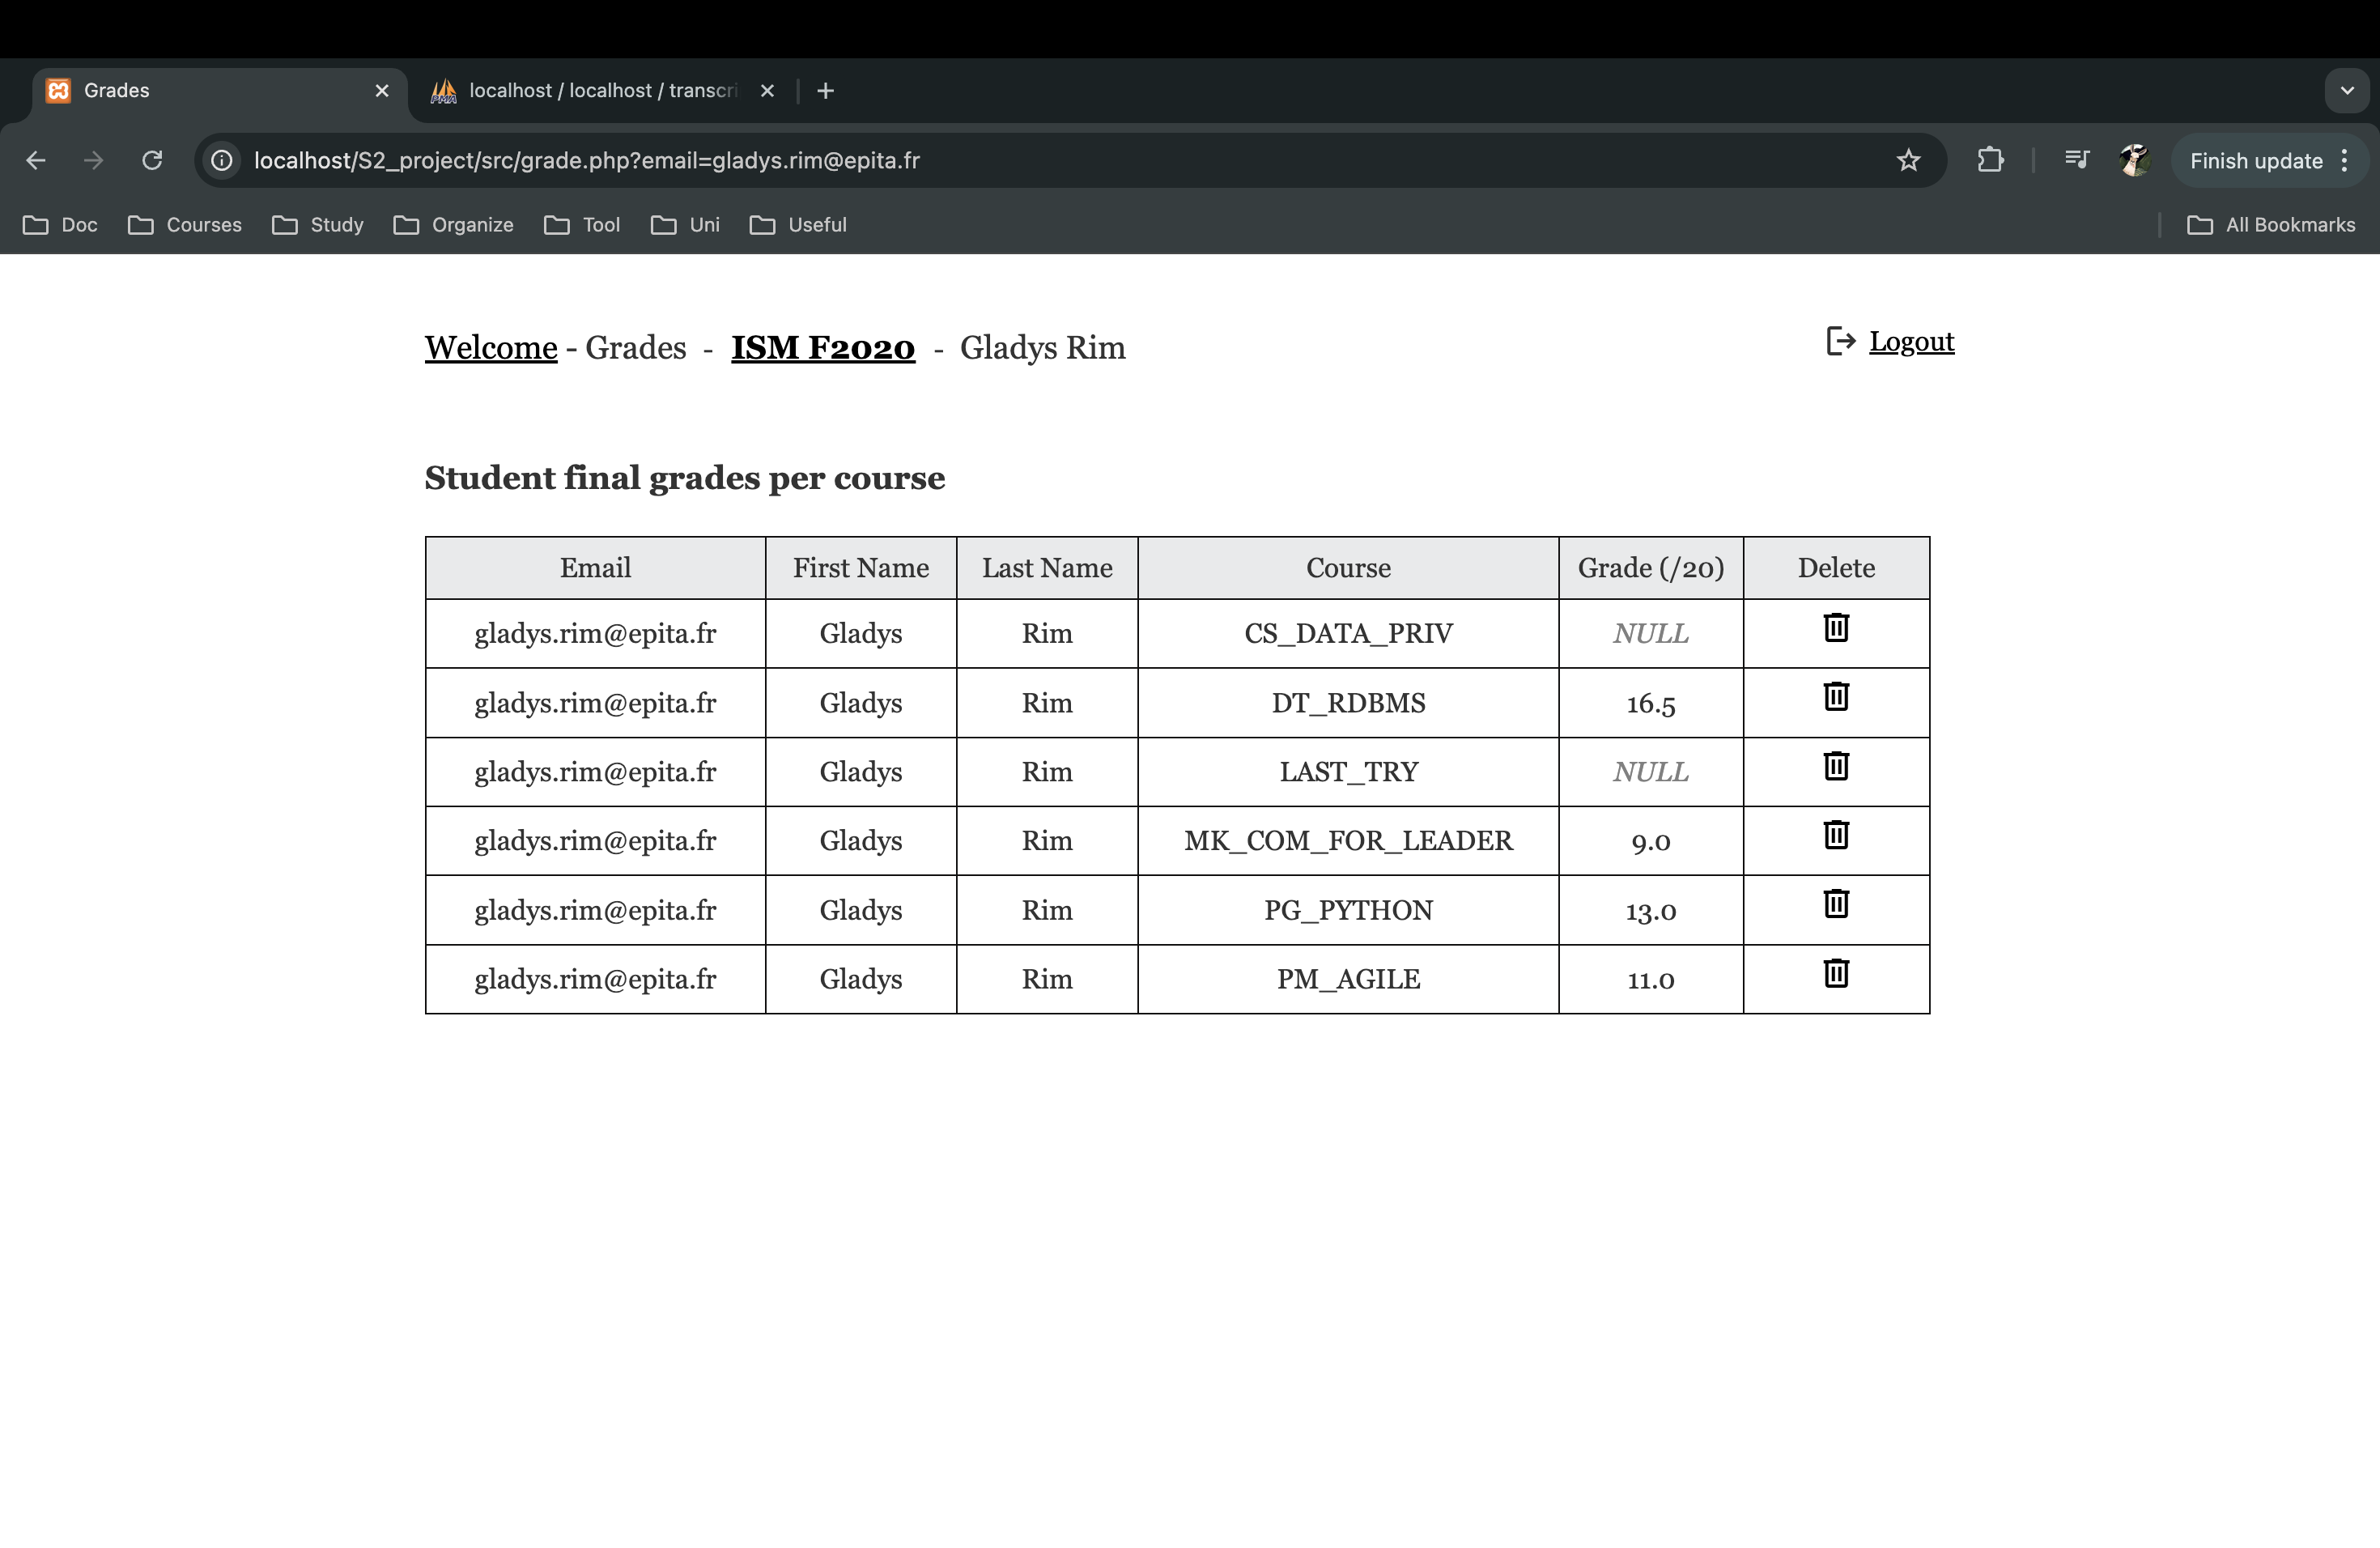 Grades
localhost / localhost / transcri
localhost/S2_project/src/grade.php?email=gladys.rim@epita.fr
Finish update
Doc Courses Study Organize Tool Uni Useful All Bookmarks
Welcome - Grades - ISM F2020 - Gladys Rim
Logout
Student final grades per course
Email First Name Last Name Course Grade (/20) Delete
gladys.rim@epita.fr Gladys Rim CS_DATA_PRIV NULL
gladys.rim@epita.fr Gladys Rim DT_RDBMS 16.5
gladys.rim@epita.fr Gladys Rim LAST_TRY NULL
gladys.rim@epita.fr Gladys Rim MK_COM_FOR_LEADER 9.0
gladys.rim@epita.fr Gladys Rim PG_PYTHON 13.0
gladys.rim@epita.fr Gladys Rim PM_AGILE 11.0